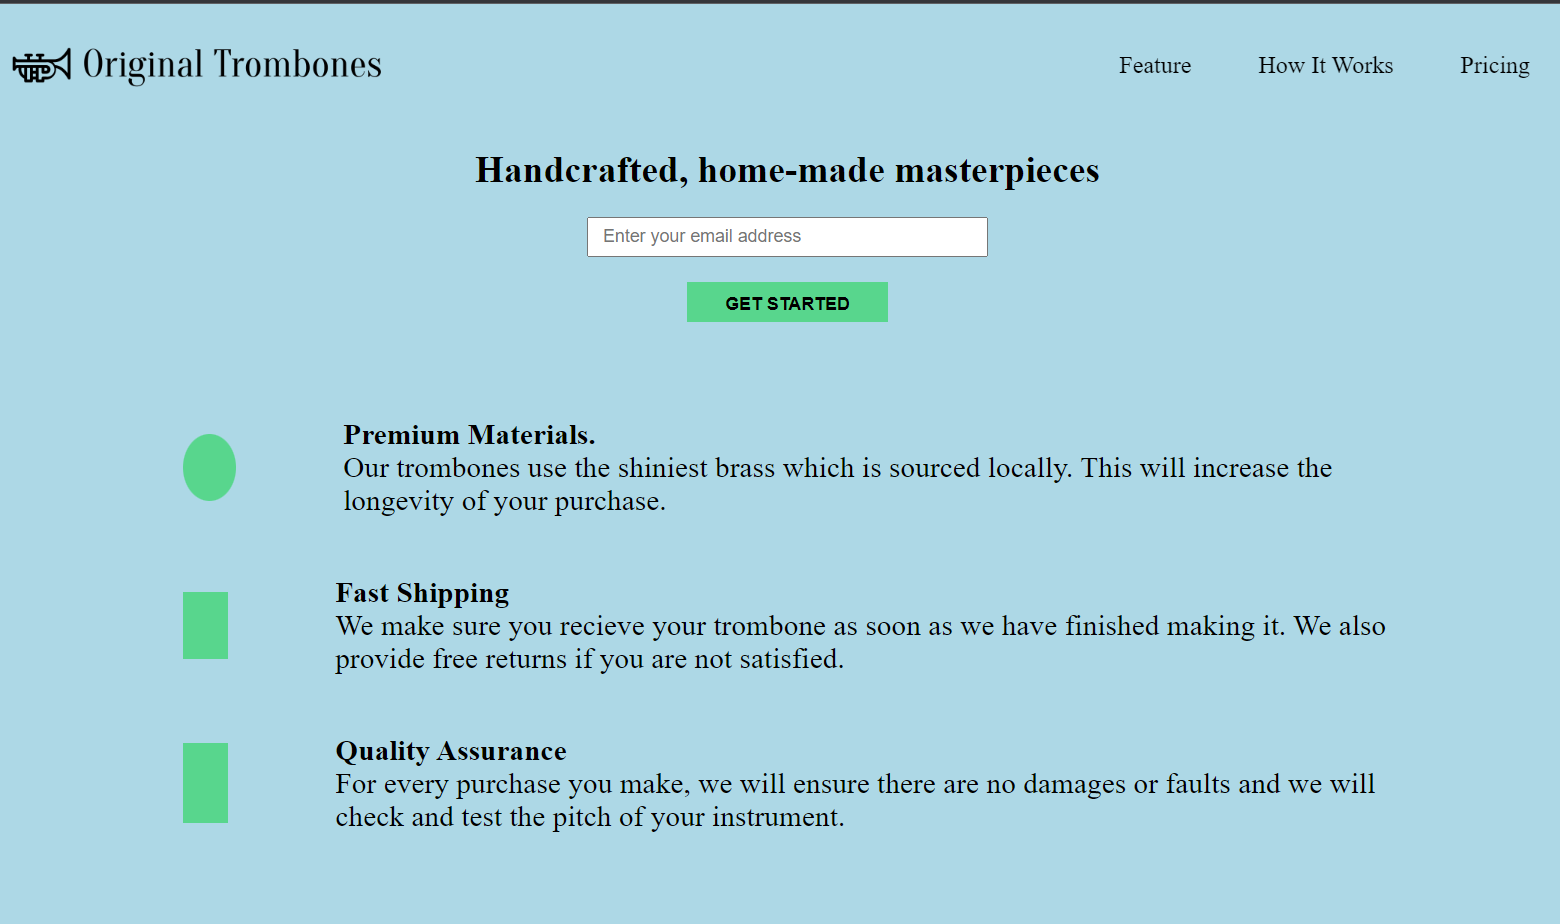 Original Trombones
Feature
How It Works
Pricing
Handcrafted, home-made masterpieces
Enter your email address
GET STARTED
Premium Materials.
Our trombones use the shiniest brass which is sourced locally. This will increase the
longevity of your purchase.
Fast Shipping
We make sure you recieve your trombone as soon as we have finished making it. We also
provide free returns if you are not satisfied.
Quality Assurance
For every purchase you make, we will ensure there are no damages or faults and we will
check and test the pitch of your instrument.